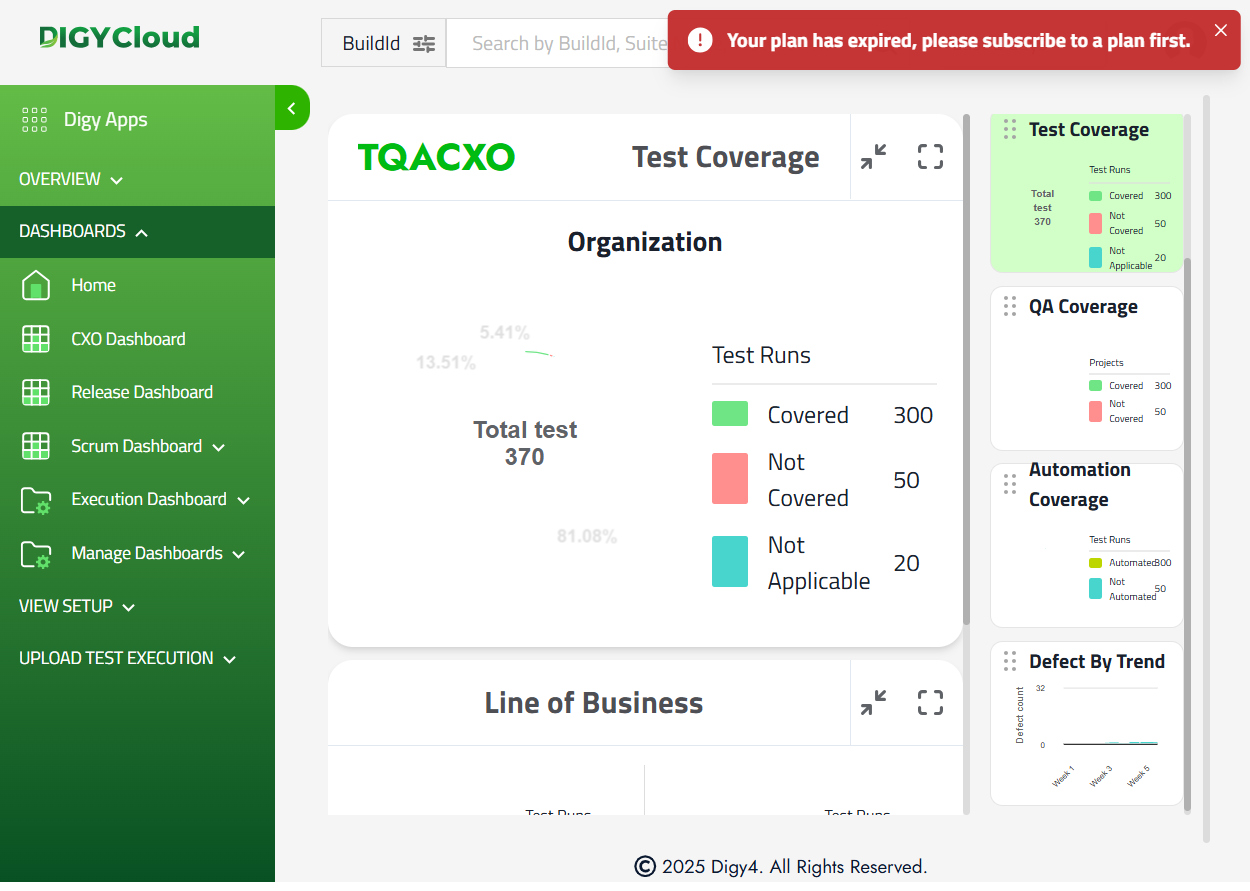 DIGYCloud
BuildId
Search by BuildId, Suite
Your plan has expired, please subscribe to a plan first.
Digy Apps
OVERVIEW
DASHBOARDS
Home
CXO Dashboard
Release Dashboard
Scrum Dashboard
Execution Dashboard
Manage Dashboards
VIEW SETUP
UPLOAD TEST EXECUTION
TQACXO
Test Coverage
Organization
5.41%
13.51%
Total test
370
81.08%
Test Runs
Covered 300
Not
Covered
50
Not
Applicable
20
Line of Business
Test Runs
Test Runs
Test Coverage
Total
test
370
Test Runs
Covered 300
Not
Covered
50
Not
Applicable
20
QA Coverage
Projects
Covered 300
Not
Covered
50
Automation
Coverage
Test Runs
Automated 300
Not
Automated
50
Defect By Trend
Defect count
32
0
Week 1
Week 3
Week 5
© 2025 Digy4. All Rights Reserved.